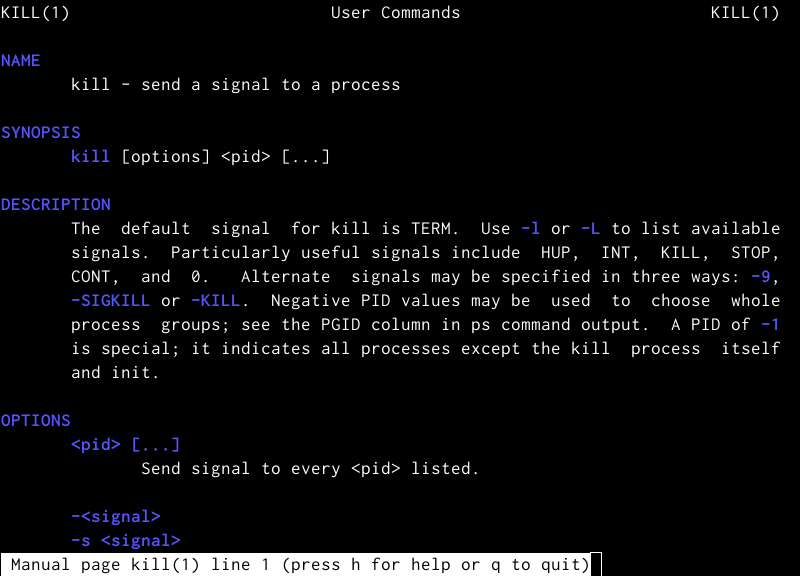 KILL(1) User Commands KILL(1)
NAME
kill - send a signal to a process
SYNOPSIS
kill [options] <pid> [...]
DESCRIPTION
The default signal for kill is TERM. Use -l or -L to list available
signals. Particularly useful signals include HUP, INT, KILL, STOP,
CONT, and 0. Alternate signals may be specified in three ways: -9,
-SIGKILL or -KILL. Negative PID values may be used to choose whole
process groups; see the PGID column in ps command output. A PID of -1
is special; it indicates all processes except the kill process itself
and init.
OPTIONS
<pid> [...]
Send signal to every <pid> listed.
-<signal>
-s <signal>
Manual page kill(1) line 1 (press h for help or q to quit)